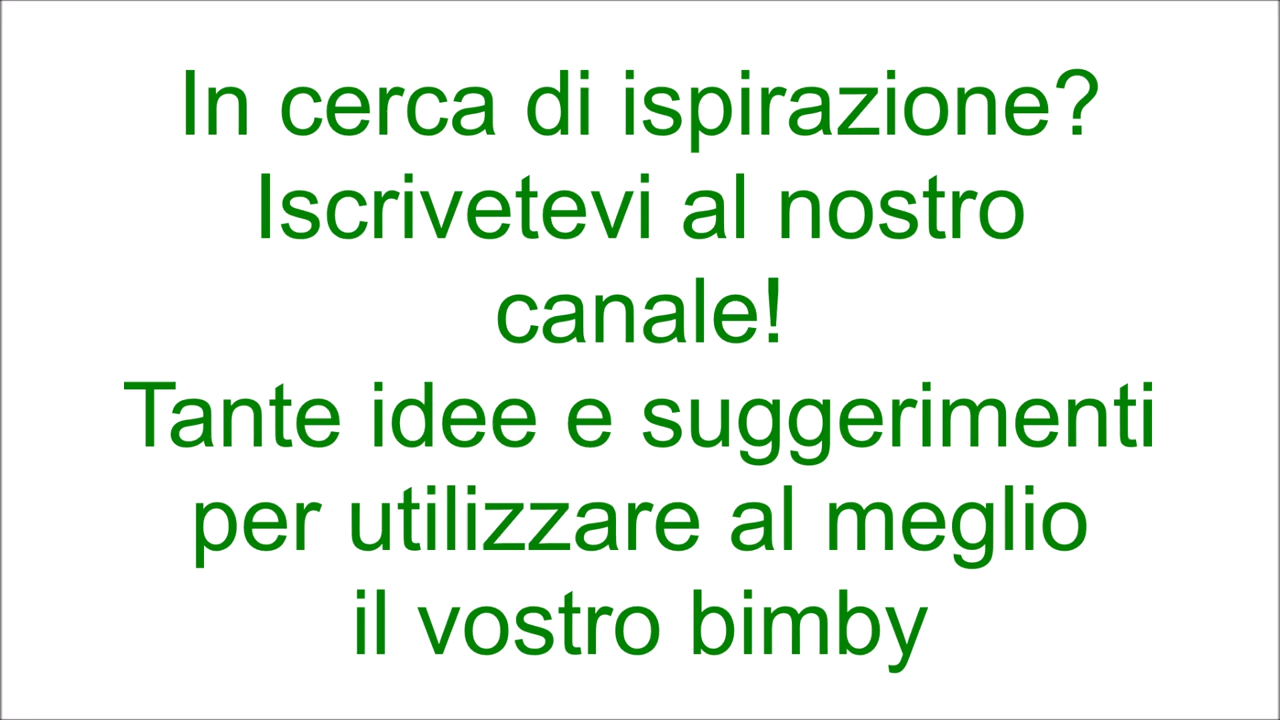 In cerca di ispirazione?
Iscrivetevi al nostro
canale!
Tante idee e suggerimenti
per utilizzare al meglio
il vostro bimby